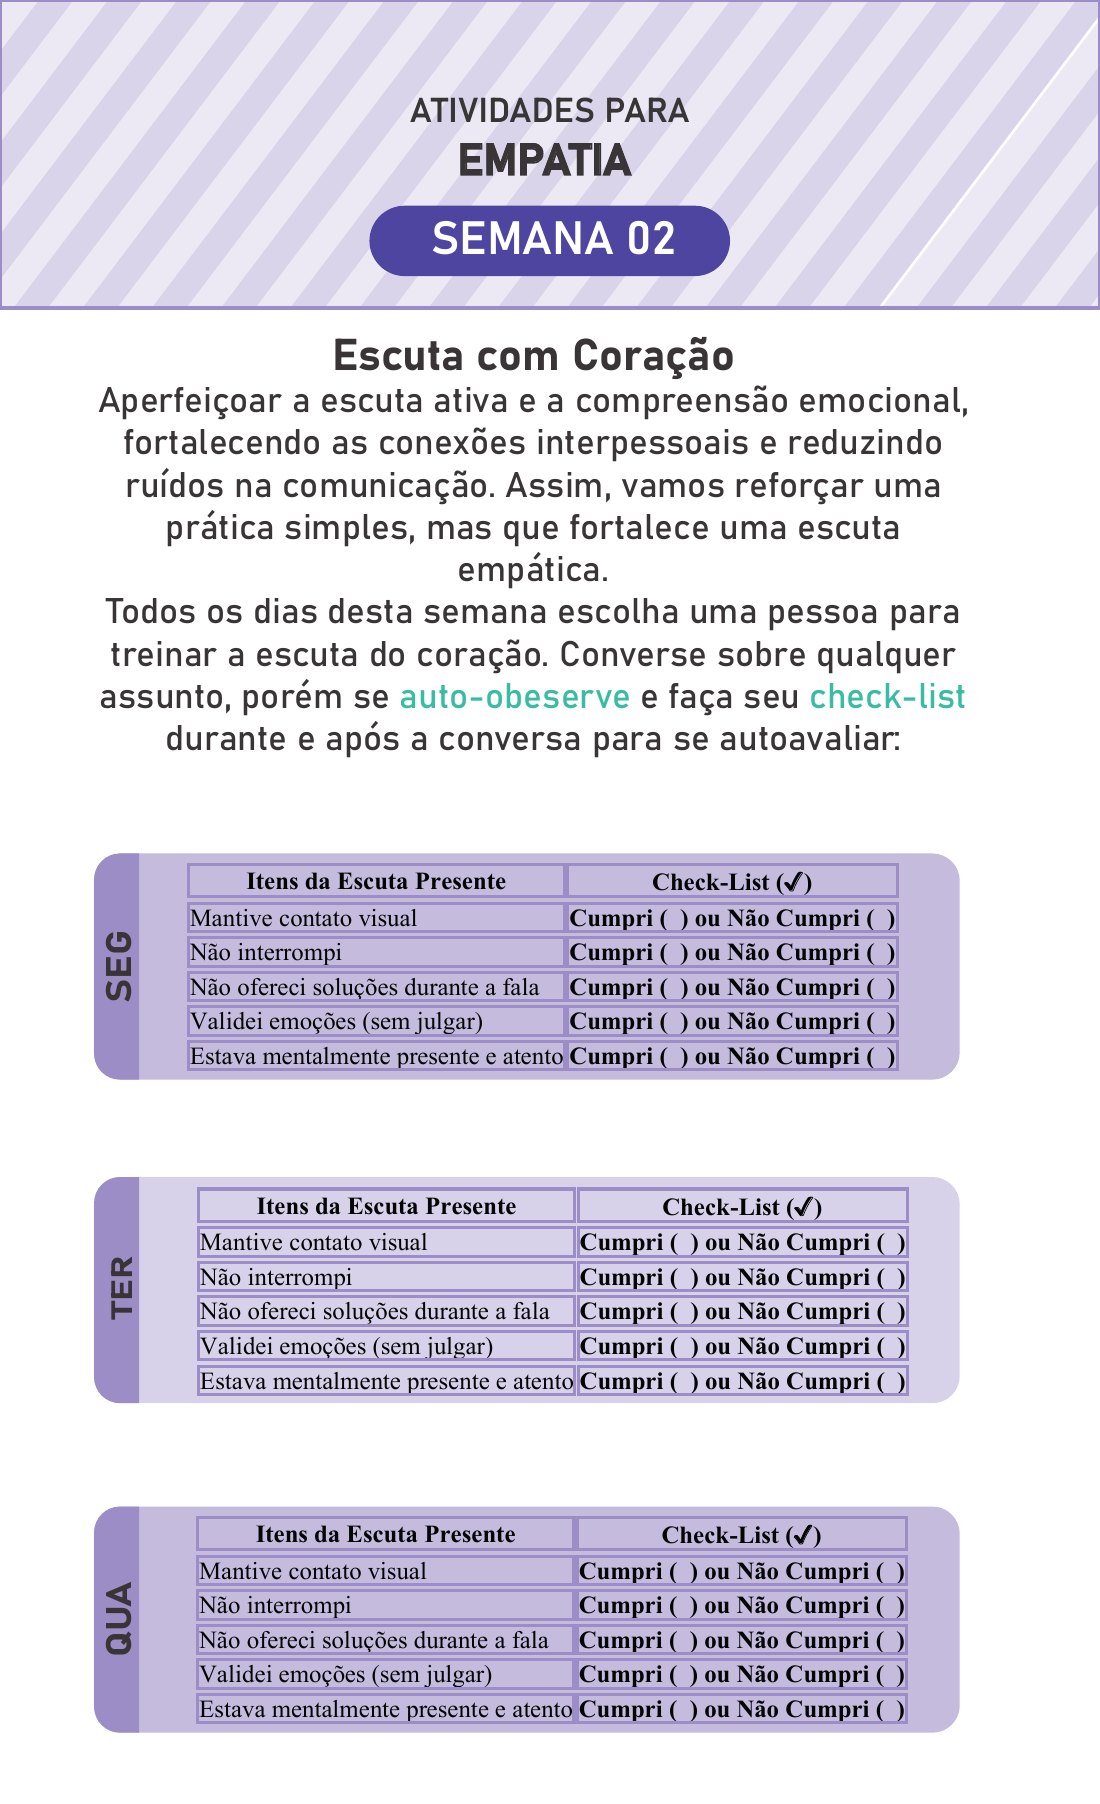 ATIVIDADES PARA
EMPATIA
SEMANA 02
Escuta com Coração
Aperfeiçoar a escuta ativa e a compreensão emocional,
fortalecendo as conexões interpessoais e reduzindo
ruídos na comunicação. Assim, vamos reforçar uma
prática simples, mas que fortalece uma escuta
empática.
Todos os dias desta semana escolha uma pessoa para
treinar a escuta do coração. Converse sobre qualquer
assunto, porém se auto-obeserve e faça seu check-list
durante e após a conversa para se autoavaliar:
SEG
Itens da Escuta Presente Check-List (✓)
Mantive contato visual Cumpri ( ) ou Não Cumpri ( )
Não interrompi Cumpri ( ) ou Não Cumpri ( )
Não ofereci soluções durante a fala Cumpri ( ) ou Não Cumpri ( )
Validei emoções (sem julgar) Cumpri ( ) ou Não Cumpri ( )
Estava mentalmente presente e atento Cumpri ( ) ou Não Cumpri ( )
TER
Itens da Escuta Presente Check-List (✓)
Mantive contato visual Cumpri ( ) ou Não Cumpri ( )
Não interrompi Cumpri ( ) ou Não Cumpri ( )
Não ofereci soluções durante a fala Cumpri ( ) ou Não Cumpri ( )
Validei emoções (sem julgar) Cumpri ( ) ou Não Cumpri ( )
Estava mentalmente presente e atento Cumpri ( ) ou Não Cumpri ( )
QUA
Itens da Escuta Presente Check-List (✓)
Mantive contato visual Cumpri ( ) ou Não Cumpri ( )
Não interrompi Cumpri ( ) ou Não Cumpri ( )
Não ofereci soluções durante a fala Cumpri ( ) ou Não Cumpri ( )
Validei emoções (sem julgar) Cumpri ( ) ou Não Cumpri ( )
Estava mentalmente presente e atento Cumpri ( ) ou Não Cumpri ( )